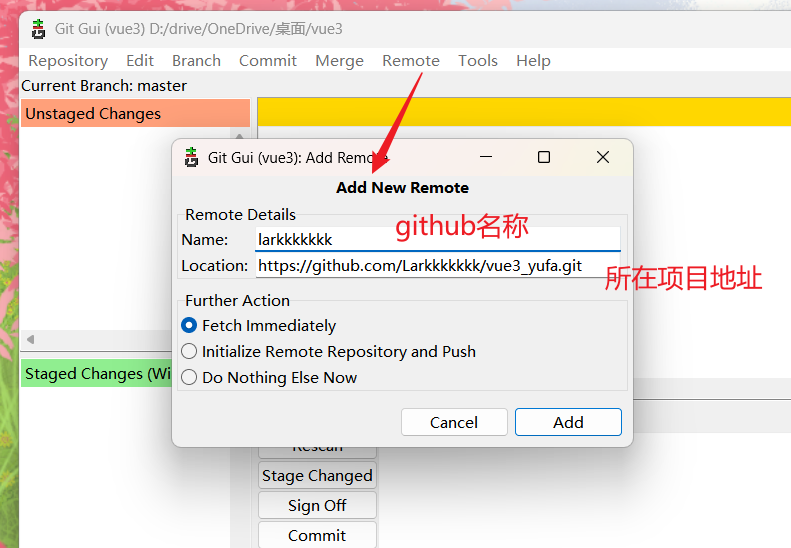 Git Gui (vue3) D:/drive/OneDrive/桌面/vue3
Repository Edit Branch Commit Merge Remote Tools Help
Current Branch: master
Unstaged Changes
Git Gui (vue3): Add Remo
Add New Remote
Remote Details
github名称
Name: larkkkkkkk
Location: https://github.com/Larkkkkkkk/vue3_yufa.git
所在项目地址
Further Action
Fetch Immediately
Initialize Remote Repository and Push
Do Nothing Else Now
Staged Changes (Wi
Cancel Add
Rescan
Stage Changed
Sign Off
Commit